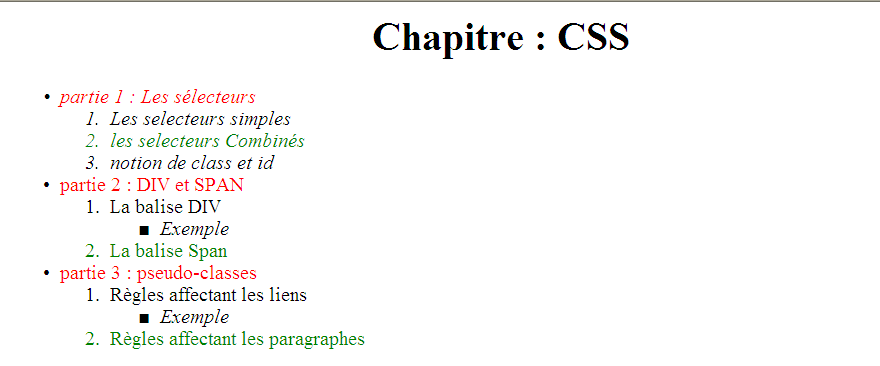 Chapitre : CSS
• partie 1 : Les sélecteurs
1. Les selecteurs simples
2. les selecteurs Combinés
3. notion de class et id
• partie 2 : DIV et SPAN
1. La balise DIV
■ Exemple
2. La balise Span
• partie 3 : pseudo-classes
1. Règles affectant les liens
■ Exemple
2. Règles affectant les paragraphes